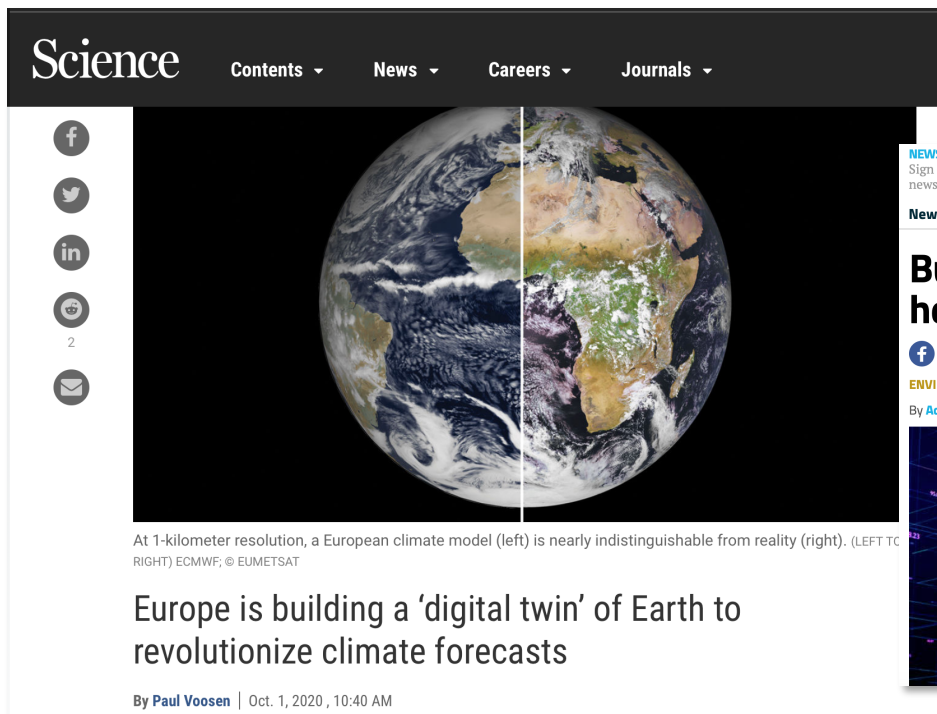 Science
Contents
News
Careers
Journals
2
At 1-kilometer resolution, a European climate model (left) is nearly indistinguishable from reality (right). (LEFT TO
RIGHT) ECMWF; © EUMETSAT
Europe is building a ‘digital twin’ of Earth to
revolutionize climate forecasts
By Paul Voosen | Oct. 1, 2020 , 10:40 AM
NEWS
Sign
news
New
ENVI
By